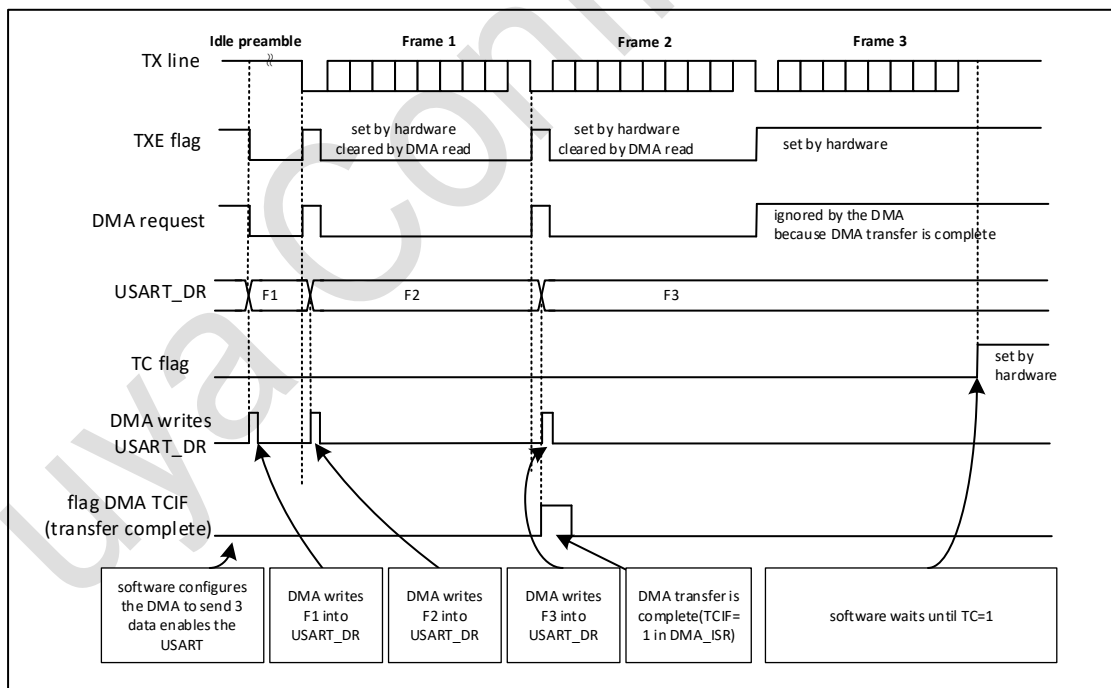 Idle preamble
Frame 1
Frame 2
Frame 3
TX line
TXE flag
set by hardware
cleared by DMA read
set by hardware
cleared by DMA read
set by hardware
DMA request
ignored by the DMA
because DMA transfer is complete
USART_DR
F1
F2
F3
TC flag
set by
hardware
DMA writes
USART_DR
flag DMA TCIF
(transfer complete)
software configures
the DMA to send 3
data enables the
USART
DMA writes
F1 into
USART_DR
DMA writes
F2 into
USART_DR
DMA writes
F3 into
USART_DR
DMA transfer is
complete(TCIF=
1 in DMA_ISR)
software waits until TC=1